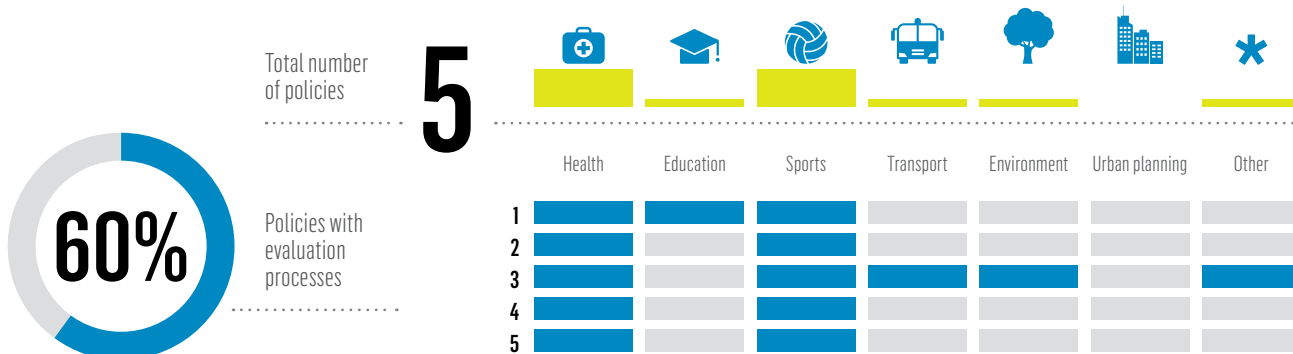 Total number
of policies
5
Health Education Sports Transport Environment Urban planning Other
60%
Policies with
evaluation
processes
1
2
3
4
5